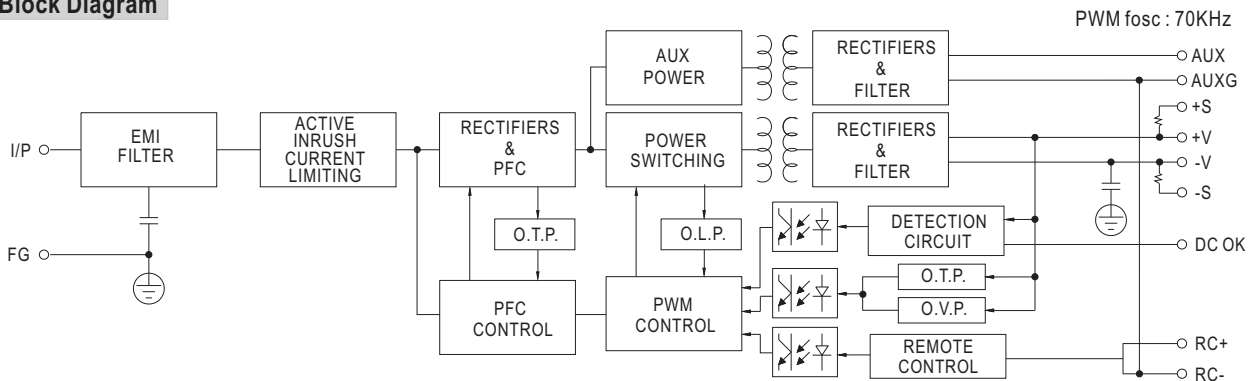 Block Diagram
PWM fosc : 70KHz
I/P
EMI
FILTER
FG
ACTIVE
INRUSH
CURRENT
LIMITING
RECTIFIERS
&
PFC
O.T.P.
PFC
CONTROL
AUX
POWER
POWER
SWITCHING
O.L.P.
PWM
CONTROL
RECTIFIERS
&
FILTER
RECTIFIERS
&
FILTER
DETECTION
CIRCUIT
O.T.P.
O.V.P.
REMOTE
CONTROL
AUX
AUXG
+S
+V
-V
-S
DC OK
RC+
RC-